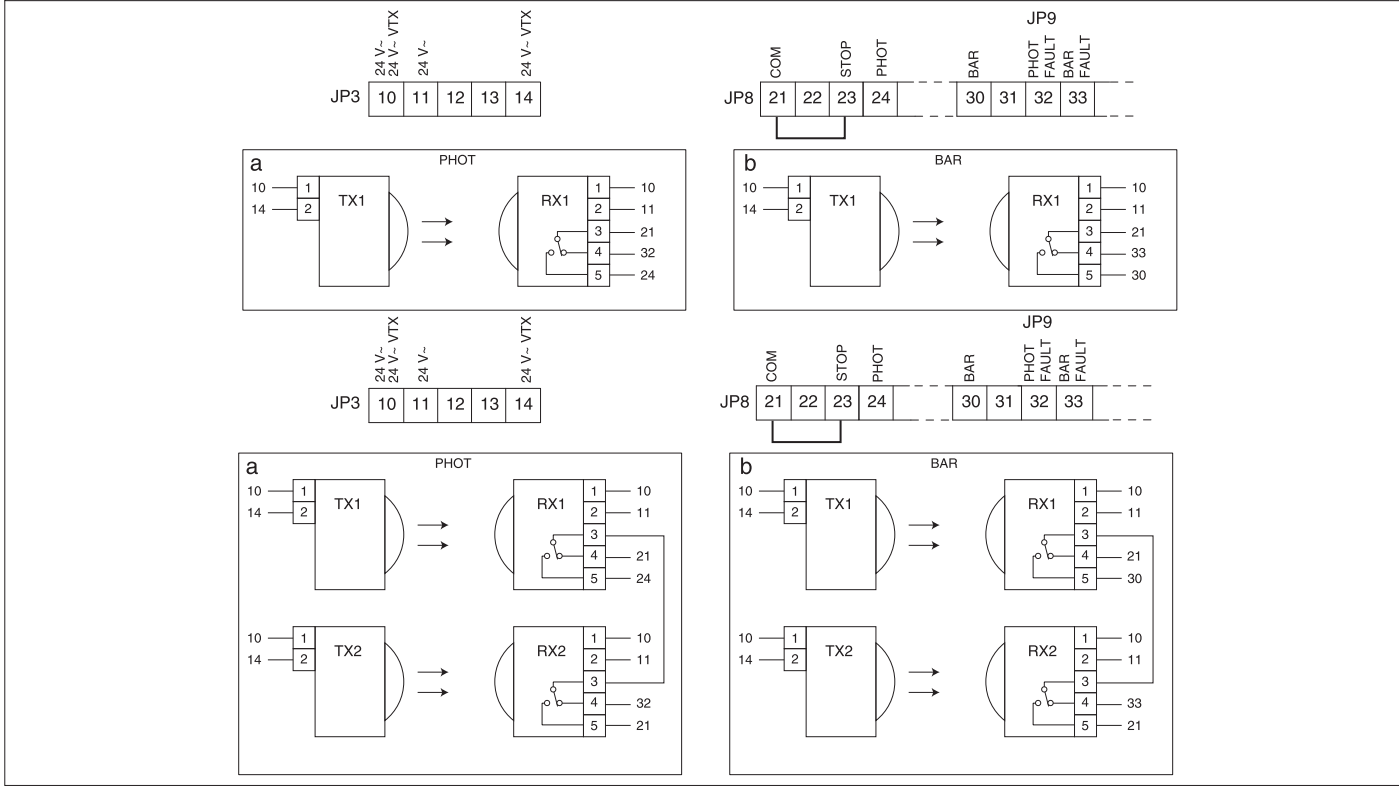 24 V~
24 V~ VTX
24 V~
24 V~ VTX
JP3 10 11 12 13 14
JP9
COM
STOP
PHOT
BAR
PHOT
FAULT
BAR
FAULT
JP8 21 22 23 24 30 31 32 33
a PHOT
10 1 TX1 RX1 1 10
14 2 2 11
3 21
4 32
5 24
b BAR
10 1 TX1 RX1 1 10
14 2 2 11
3 21
4 33
5 30
24 V~
24 V~ VTX
24 V~
24 V~ VTX
JP3 10 11 12 13 14
JP9
COM
STOP
PHOT
BAR
PHOT
FAULT
BAR
FAULT
JP8 21 22 23 24 30 31 32 33
a PHOT
10 1 TX1 RX1 1 10
14 2 2 11
3
4 21
5 24
10 1 TX2 RX2 1 10
14 2 2 11
3
4 32
5 21
b BAR
10 1 TX1 RX1 1 10
14 2 2 11
3
4 21
5 30
10 1 TX2 RX2 1 10
14 2 2 11
3
4 33
5 21